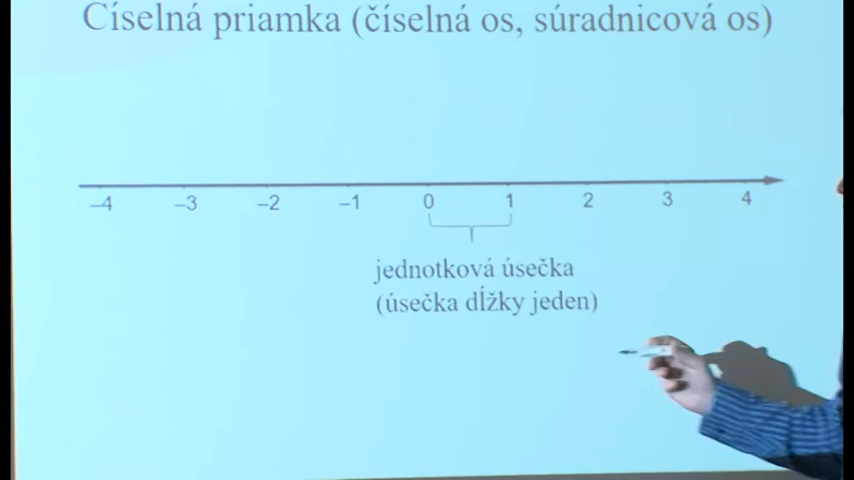 Číselná priamka (číselná os, súradnicová os)
–4 –3 –2 –1 0 1 2 3 4
jednotková úsečka
(úsečka dĺžky jeden)